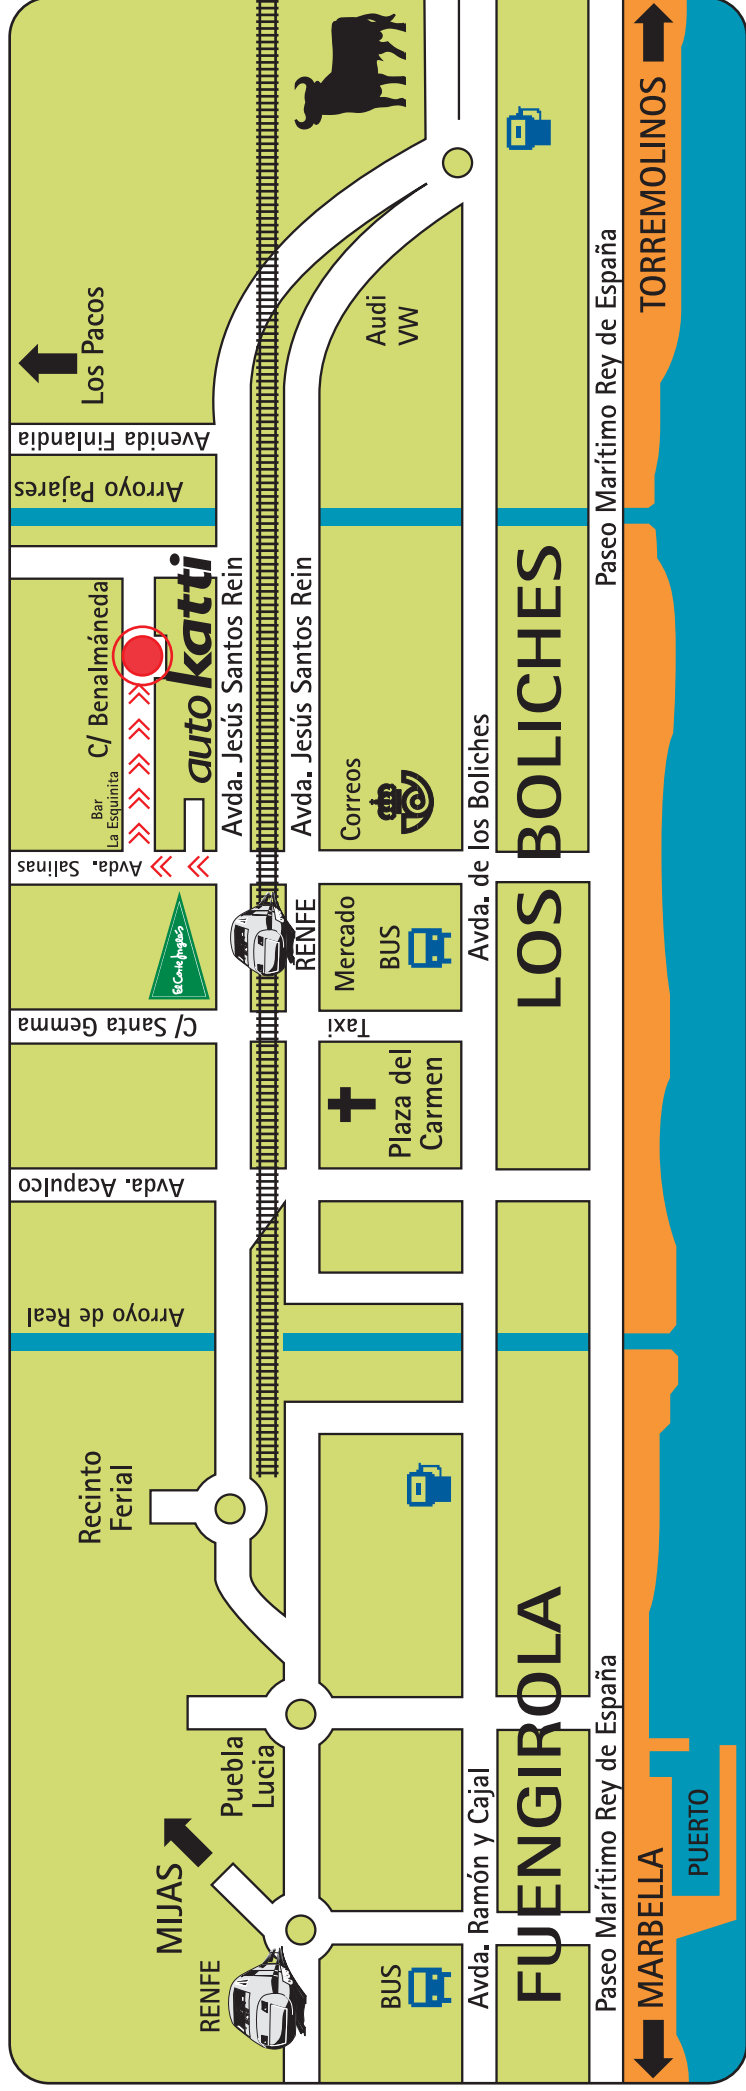 MIJAS
RENFE
Puebla
Lucia
Recinto
Ferial
Arroyo de Real
Avda. Acapulco
C/ Santa Gemma
El Corte Inglés
Avda. Salinas
Bar
La Esquinita
C/ Benalmáneda
autokatti
Arroyo Pajares
Avenida Finlandia
Los Pacos
Avda. Jesús Santos Rein
RENFE
Avda. Jesús Santos Rein
Plaza del
Carmen
Taxi
Mercado
BUS
Correos
Audi
VW
BUS
Avda. Ramón y Cajal
Avda. de los Boliches
FUENGIROLA
LOS BOLICHES
Paseo Marítimo Rey de España
Paseo Marítimo Rey de España
MARBELLA
TORREMOLINOS
PUERTO